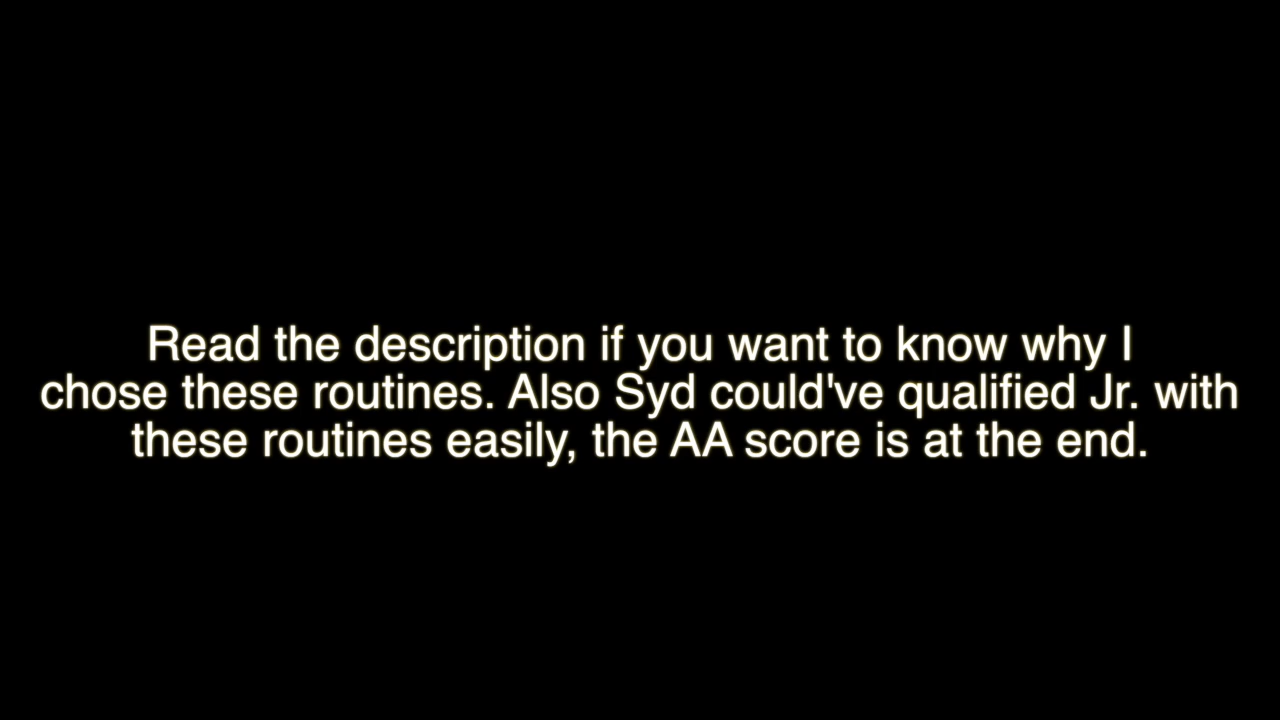 Read the description if you want to know why I
chose these routines. Also Syd could've qualified Jr. with
these routines easily, the AA score is at the end.